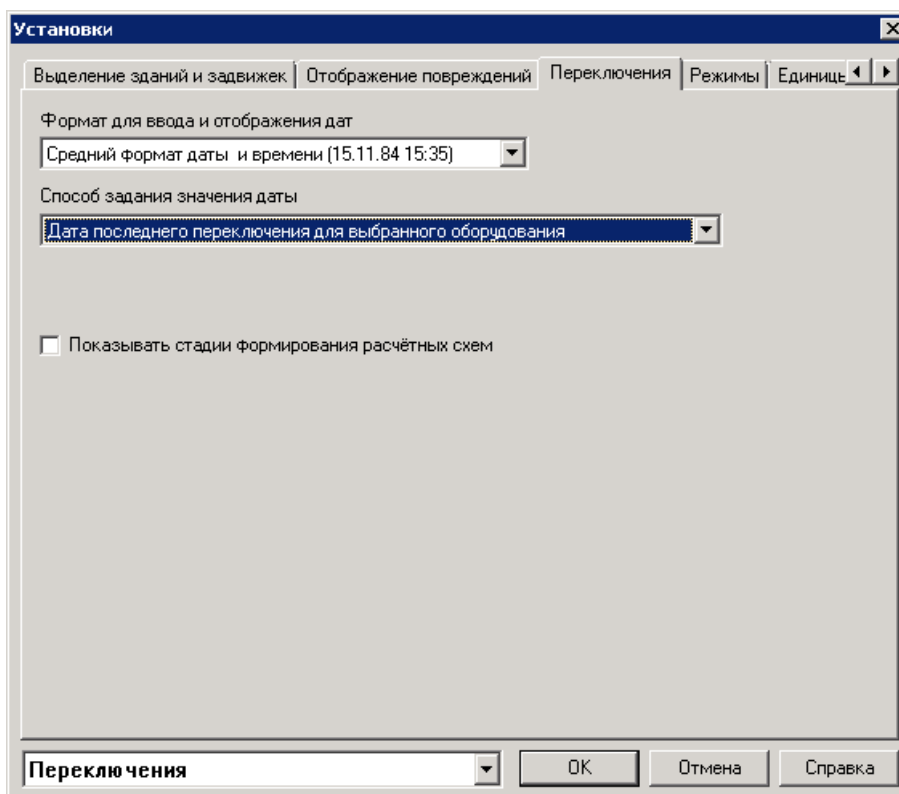 Установки
Выделение зданий и задвижек Отображение повреждений Переключения Режимы Единицы
Формат для ввода и отображения дат
Средний формат даты и времени (15.11.84 15:35)
Способ задания значения даты
Дата последнего переключения для выбранного оборудования
Показывать стадии формирования расчётных схем
Переключения OK Отмена Справка